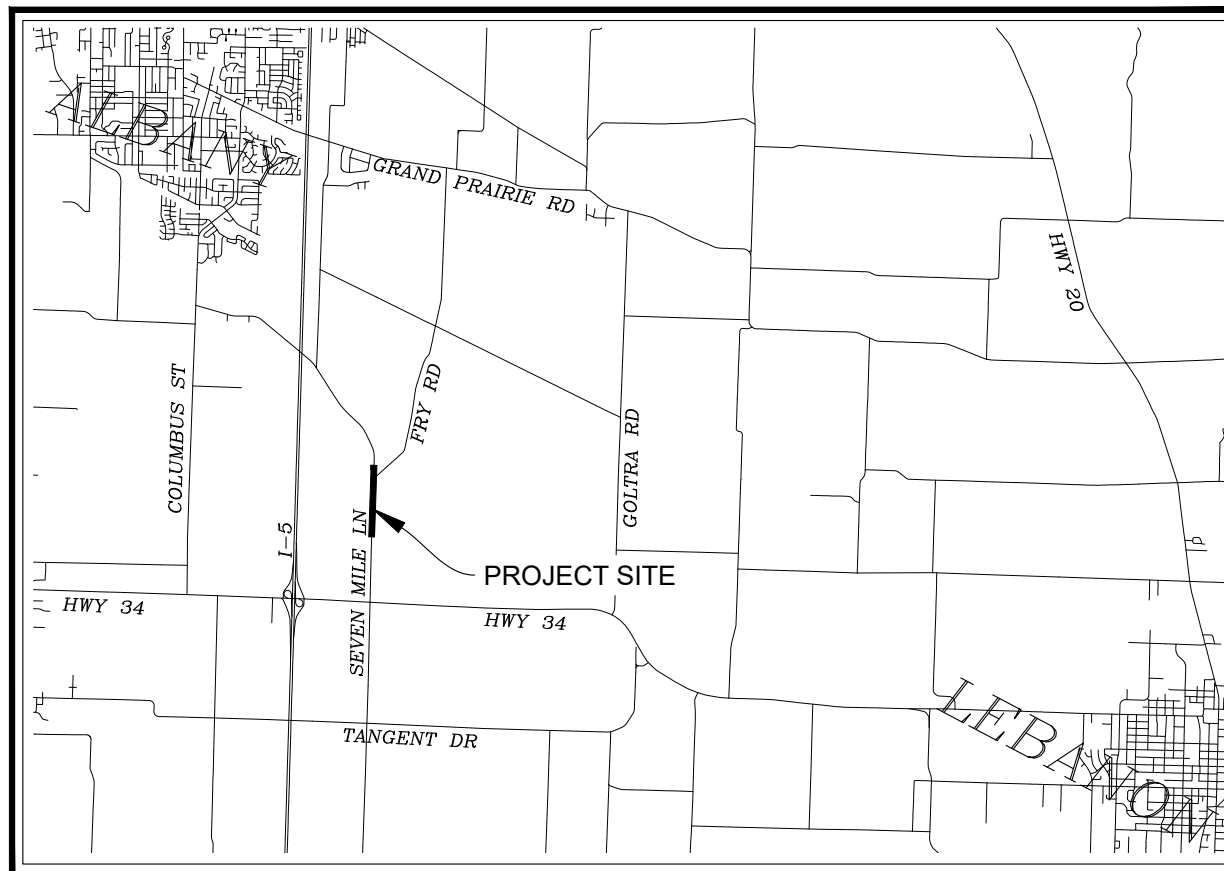 ALBANY
GRAND PRAIRIE RD
HWY 20
COLUMBUS ST
FRY RD
GOLTRA RD
I-5
SEVEN MILE LN
PROJECT SITE
HWY 34
HWY 34
TANGENT DR
LEBANON